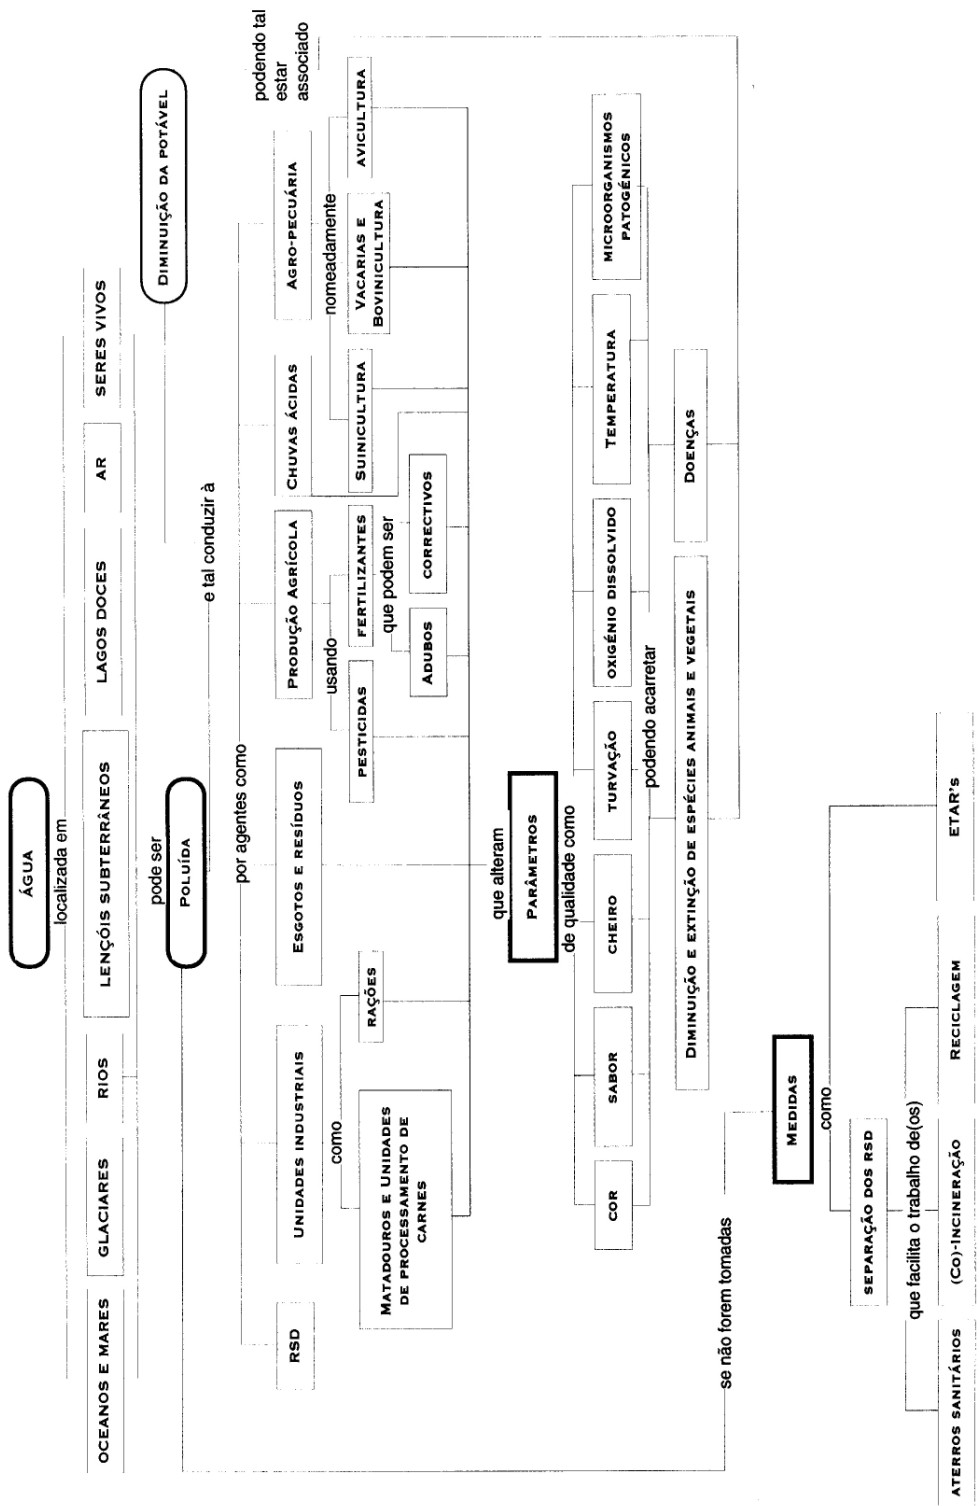 ÁGUA
localizada em
OCEANOS E MARES
GLACIARES
RIOS
LENÇÓIS SUBTERRÂNEOS
LAGOS DOCES
AR
SERES VIVOS
pode ser
POLUÍDA
e tal conduzir à
DIMINUIÇÃO DA POTÁVEL
por agentes como
podendo tal
estar
associado
RSD
UNIDADES INDUSTRIAIS
ESGOTOS E RESÍDUOS
PRODUÇÃO AGRÍCOLA
CHUVAS ÁCIDAS
AGRO-PECUÁRIA
como
usando
nomeadamente
MATADOUROS E UNIDADES
DE PROCESSAMENTO DE
CARNES
RAÇÕES
PESTICIDAS
FERTILIZANTES
SUINICULTURA
VACARIAS E
BOVINICULTURA
AVICULTURA
que podem ser
ADUBOS
CORRECTIVOS
que alteram
PARÂMETROS
de qualidade como
COR
SABOR
CHEIRO
TURVAÇÃO
OXIGÉNIO DISSOLVIDO
TEMPERATURA
MICROORGANISMOS
PATOGÉNICOS
podendo acarretar
DIMINUIÇÃO E EXTINÇÃO DE ESPÉCIES ANIMAIS E VEGETAIS
DOENÇAS
se não forem tomadas
MEDIDAS
como
SEPARAÇÃO DOS RSD
que facilita o trabalho de(os)
ATERROS SANITÁRIOS
(CO)-INCINERAÇÃO
RECICLAGEM
ETAR'S